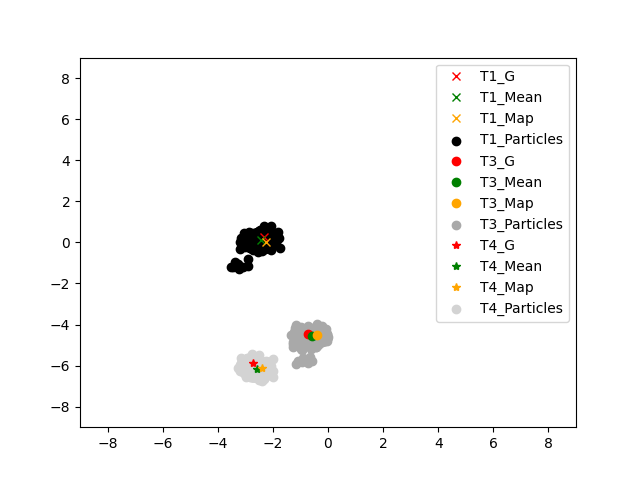 8
6
4
2
0
−2
−4
−6
−8
−8 −6 −4 −2 0 2 4 6 8
T1_G
T1_Mean
T1_Map
T1_Particles
T3_G
T3_Mean
T3_Map
T3_Particles
T4_G
T4_Mean
T4_Map
T4_Particles